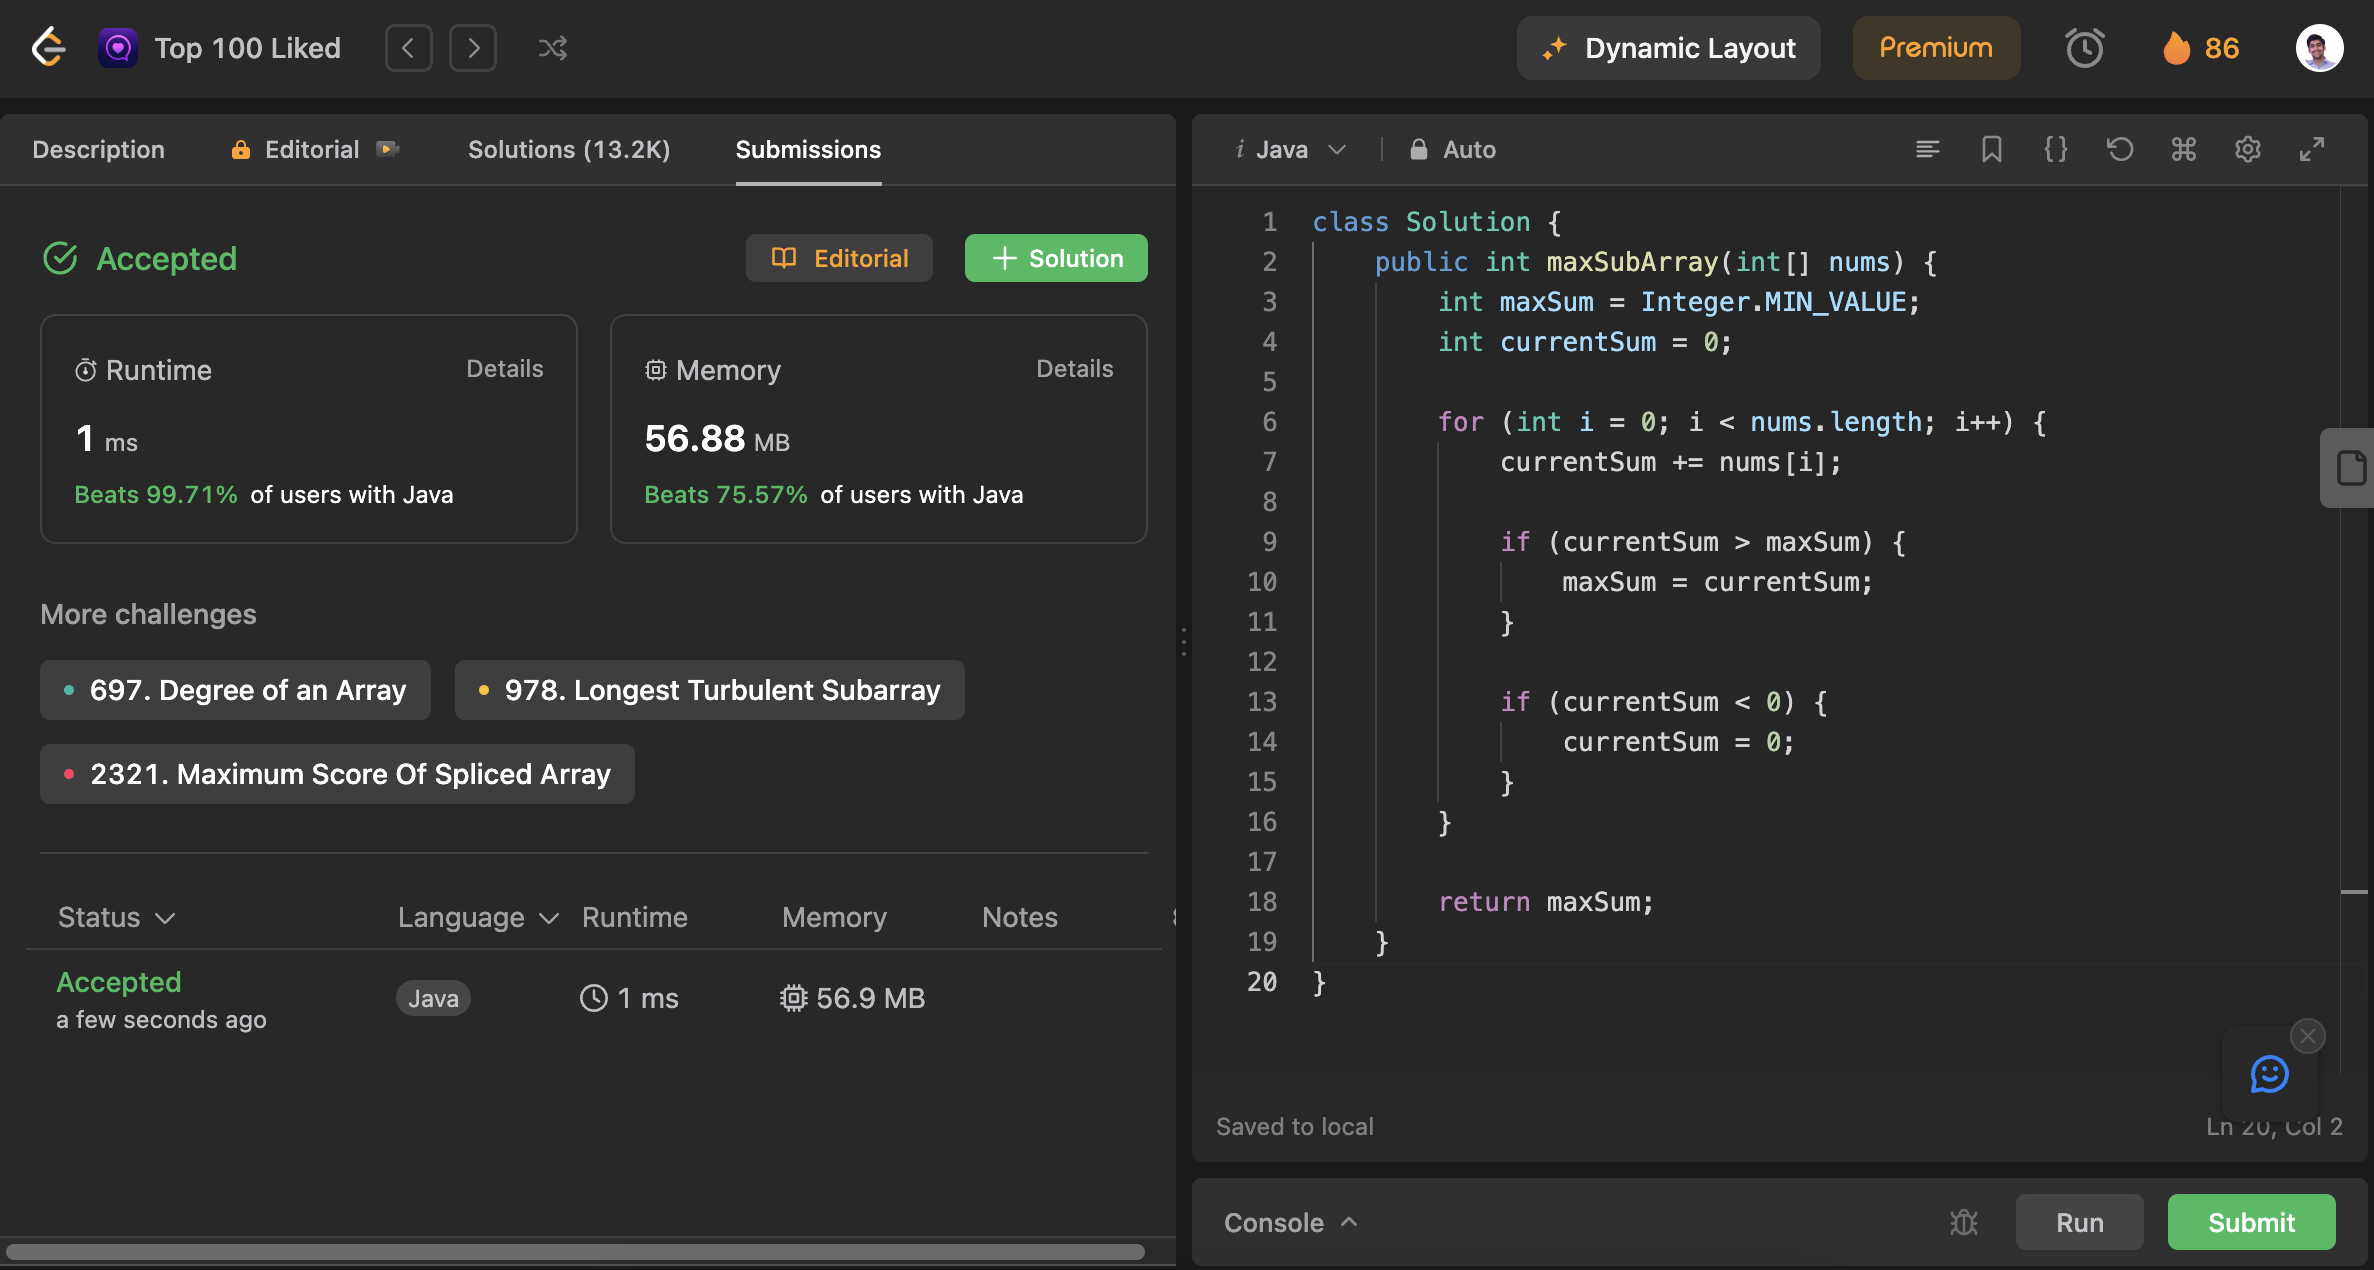 Top 100 Liked
Dynamic Layout
Premium
86
Description
Editorial
Solutions (13.2K)
Submissions
Accepted
Editorial
Solution
Runtime
Details
1 ms
Beats 99.71% of users with Java
Memory
Details
56.88 MB
Beats 75.57% of users with Java
More challenges
697. Degree of an Array
978. Longest Turbulent Subarray
2321. Maximum Score Of Spliced Array
Status Language Runtime Memory Notes
Accepted
a few seconds ago
Java
1 ms
56.9 MB
i Java
Auto
1 class Solution {
2     public int maxSubArray(int[] nums) {
3         int maxSum = Integer.MIN_VALUE;
4         int currentSum = 0;
5
6         for (int i = 0; i < nums.length; i++) {
7             currentSum += nums[i];
8
9             if (currentSum > maxSum) {
10                 maxSum = currentSum;
11             }
12
13             if (currentSum < 0) {
14                 currentSum = 0;
15             }
16         }
17
18         return maxSum;
19     }
20 }
Saved to local
Ln 20, Col 2
Console
Run
Submit